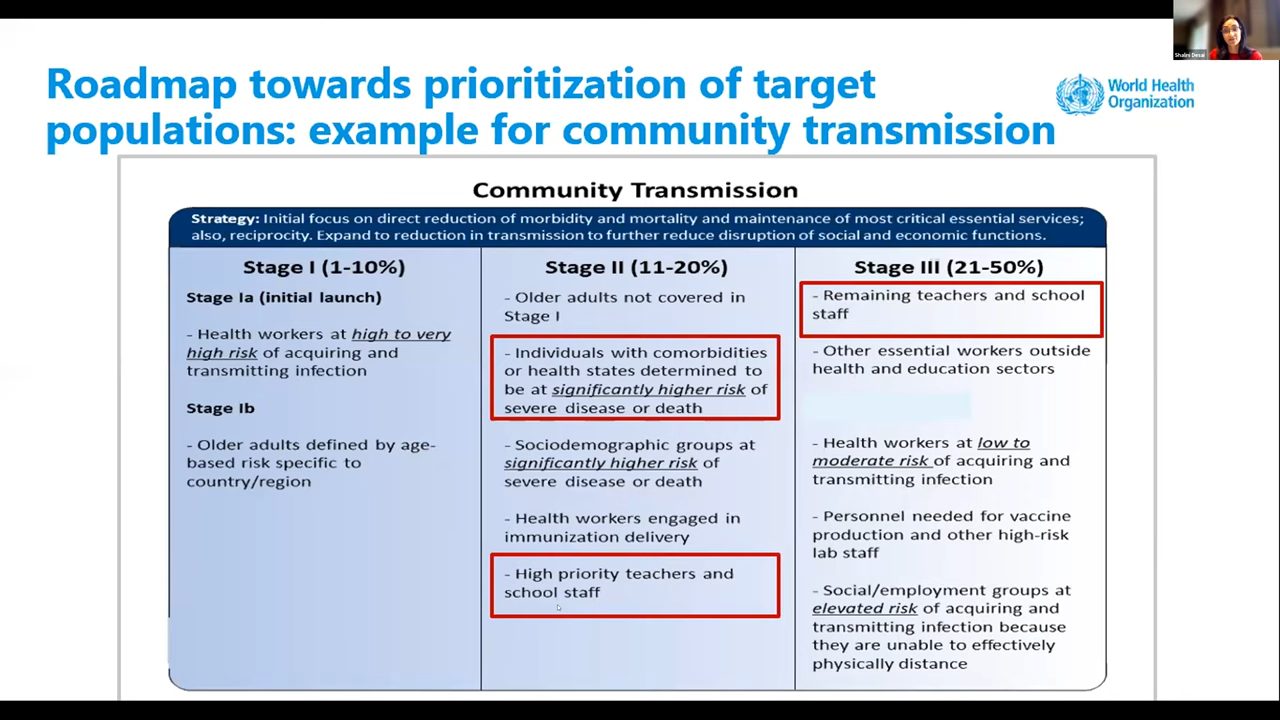 Shalini Desai
Roadmap towards prioritization of target
populations: example for community transmission
World Health
Organization
Community Transmission
Strategy: Initial focus on direct reduction of morbidity and mortality and maintenance of most critical essential services;
also, reciprocity. Expand to reduction in transmission to further reduce disruption of social and economic functions.
Stage I (1-10%)
Stage Ia (initial launch)
- Health workers at high to very
high risk of acquiring and
transmitting infection
Stage Ib
- Older adults defined by age-
based risk specific to
country/region
Stage II (11-20%)
- Older adults not covered in
Stage I
- Individuals with comorbidities
or health states determined to
be at significantly higher risk of
severe disease or death
- Sociodemographic groups at
significantly higher risk of
severe disease or death
- Health workers engaged in
immunization delivery
- High priority teachers and
school staff
Stage III (21-50%)
- Remaining teachers and school
staff
- Other essential workers outside
health and education sectors
- Health workers at low to
moderate risk of acquiring and
transmitting infection
- Personnel needed for vaccine
production and other high-risk
lab staff
- Social/employment groups at
elevated risk of acquiring and
transmitting infection because
they are unable to effectively
physically distance